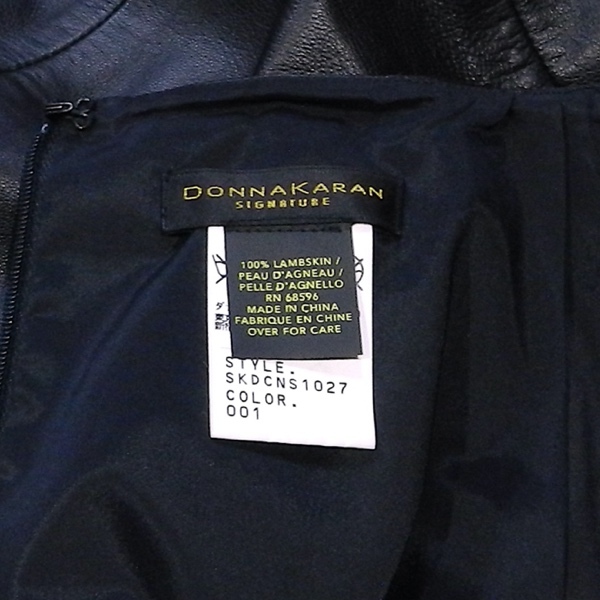 DONNAKARAN
SIGNATURE
100% LAMBSKIN /
PEAU D'AGNEAU /
PELLE D'AGNELLO
RN 68596
MADE IN CHINA
FABRIQUE EN CHINE
OVER FOR CARE
STYLE.
SKDCNS1027
COLOR.
001